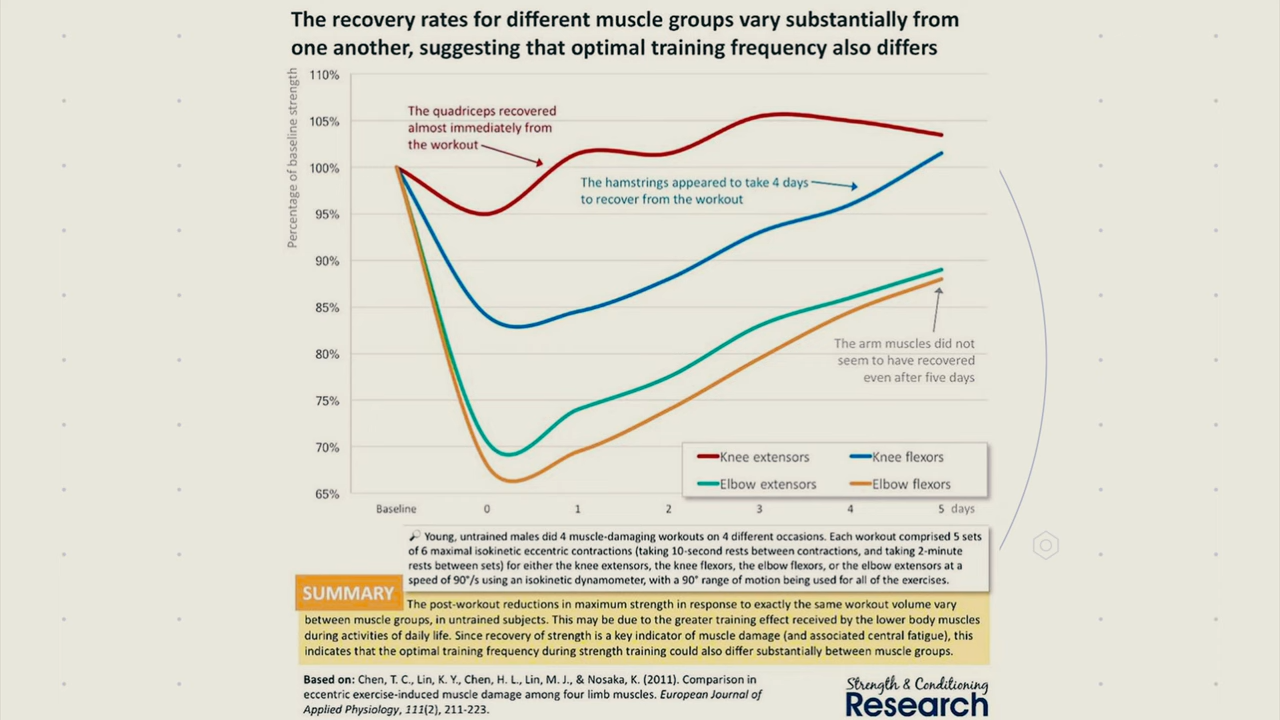 The recovery rates for different muscle groups vary substantially from
one another, suggesting that optimal training frequency also differs
Percentage of baseline strength
110%
105%
100%
95%
90%
85%
80%
75%
70%
65%
The quadriceps recovered
almost immediately from
the workout
The hamstrings appeared to take 4 days
to recover from the workout
The arm muscles did not
seem to have recovered
even after five days
Knee extensors
Knee flexors
Elbow extensors
Elbow flexors
Baseline 0 1 2 3 4 5 days
Young, untrained males did 4 muscle-damaging workouts on 4 different occasions. Each workout comprised 5 sets
of 6 maximal isokinetic eccentric contractions (taking 10-second rests between contractions, and taking 2-minute
rests between sets) for either the knee extensors, the knee flexors, the elbow flexors, or the elbow extensors at a
speed of 90°/s using an isokinetic dynamometer, with a 90° range of motion being used for all of the exercises.
SUMMARY
The post-workout reductions in maximum strength in response to exactly the same workout volume vary
between muscle groups, in untrained subjects. This may be due to the greater training effect received by the lower body muscles
during activities of daily life. Since recovery of strength is a key indicator of muscle damage (and associated central fatigue), this
indicates that the optimal training frequency during strength training could also differ substantially between muscle groups.
Based on: Chen, T. C., Lin, K. Y., Chen, H. L., Lin, M. J., & Nosaka, K. (2011). Comparison in
eccentric exercise-induced muscle damage among four limb muscles. European Journal of
Applied Physiology, 111(2), 211-223.
Strength & Conditioning
Research